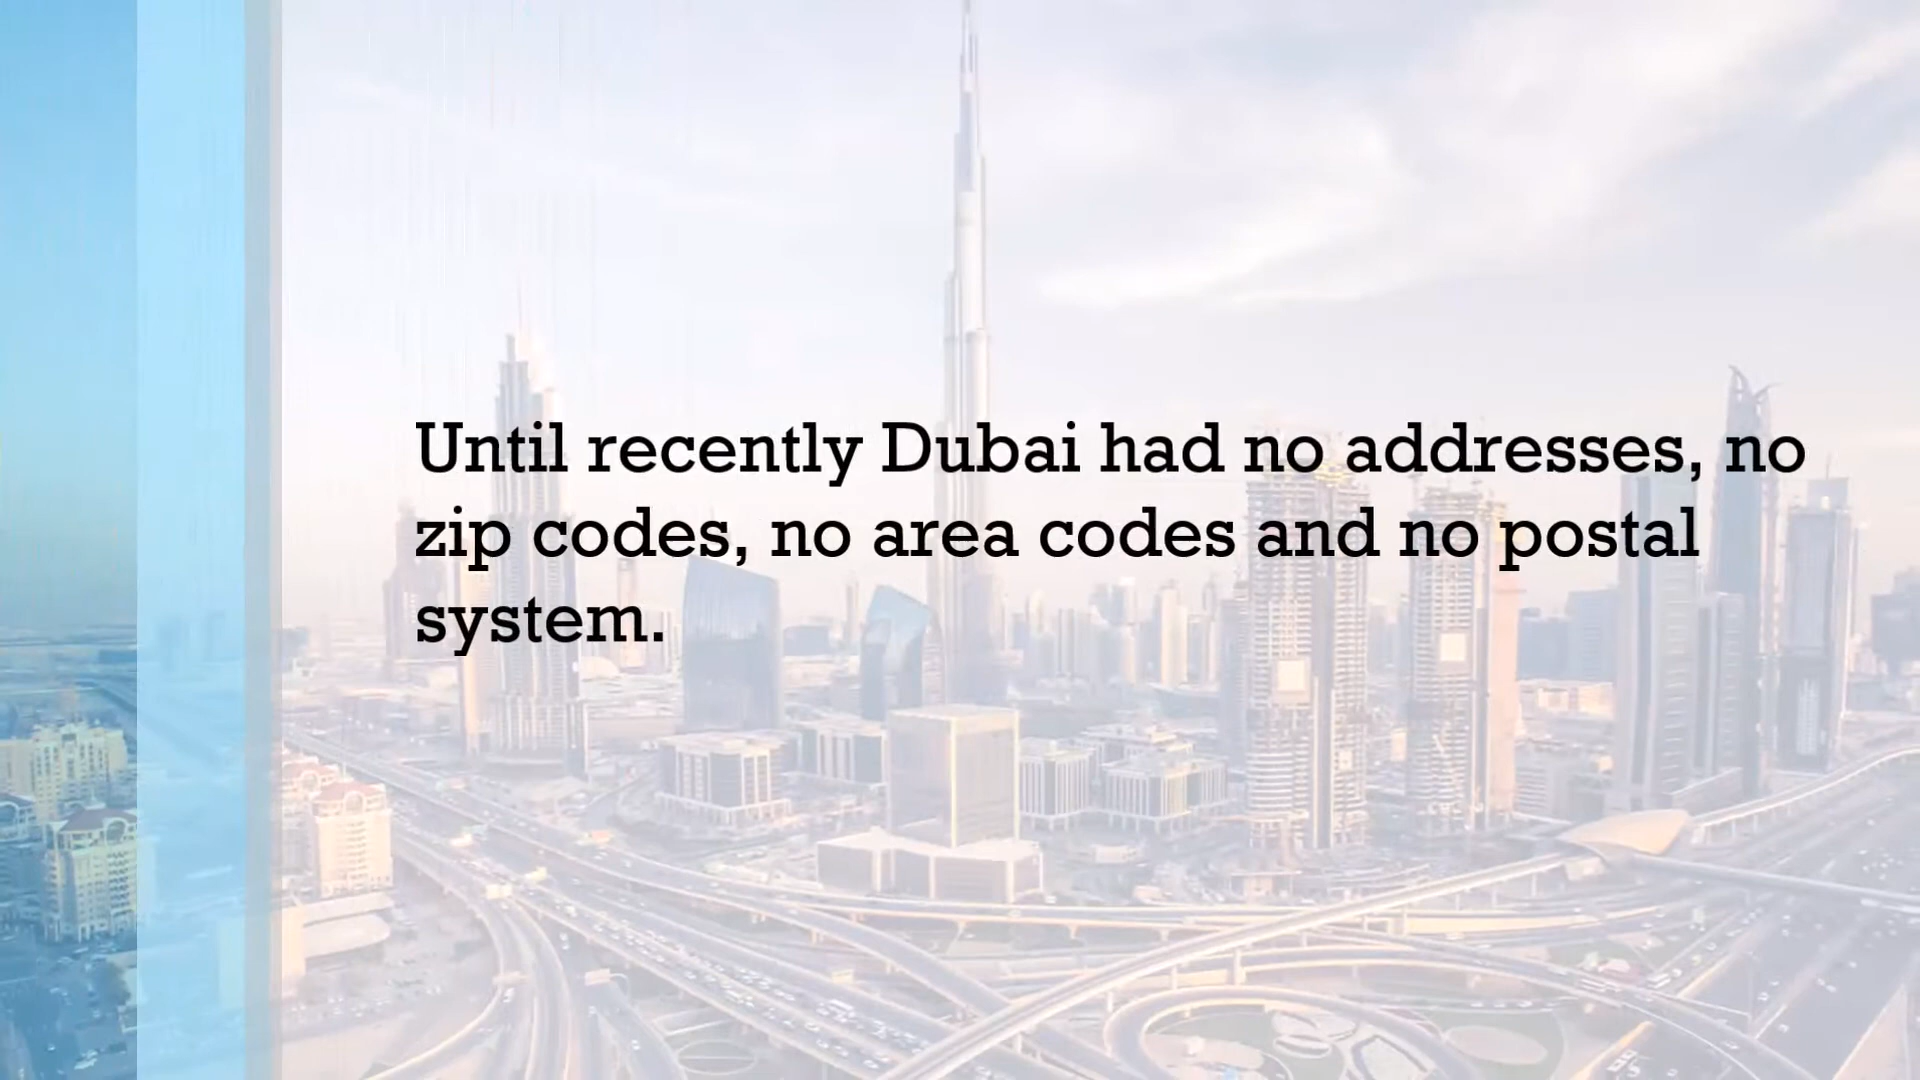 Until recently Dubai had no addresses, no
zip codes, no area codes and no postal
system.